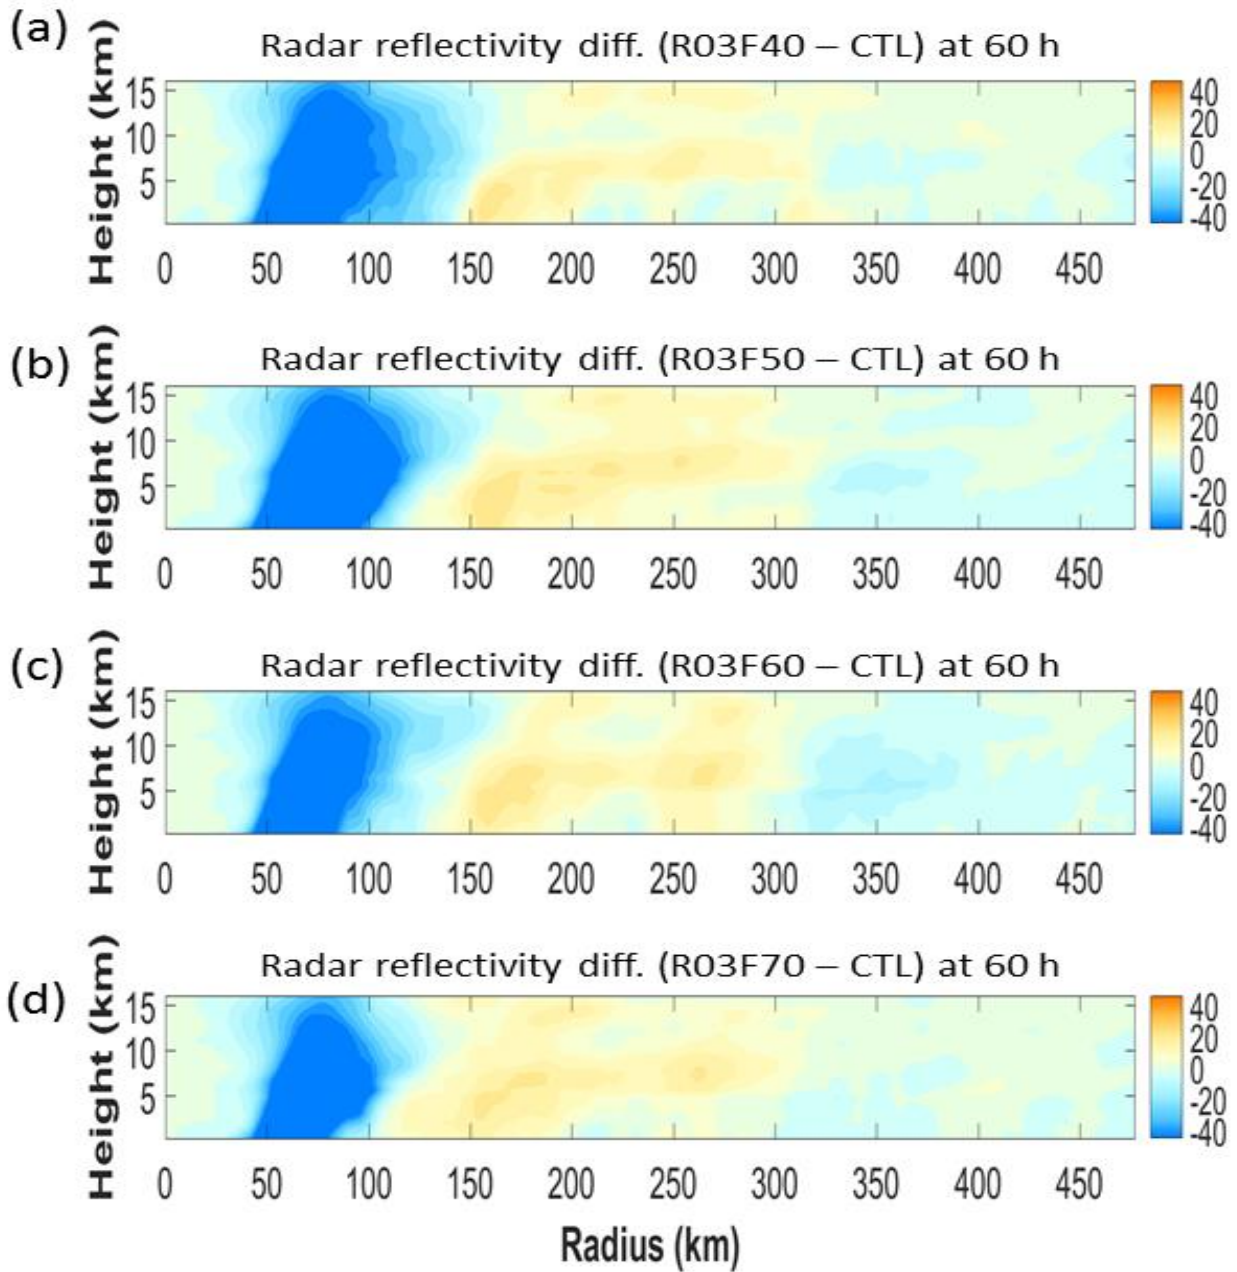 (a)
Radar reflectivity diff. (R03F40 – CTL) at 60 h
Height (km)
15
10
5
0 50 100 150 200 250 300 350 400 450
40
20
0
-20
-40
(b)
Radar reflectivity diff. (R03F50 – CTL) at 60 h
Height (km)
15
10
5
0 50 100 150 200 250 300 350 400 450
40
20
0
-20
-40
(c)
Radar reflectivity diff. (R03F60 – CTL) at 60 h
Height (km)
15
10
5
0 50 100 150 200 250 300 350 400 450
40
20
0
-20
-40
(d)
Radar reflectivity diff. (R03F70 – CTL) at 60 h
Height (km)
15
10
5
0 50 100 150 200 250 300 350 400 450
40
20
0
-20
-40
Radius (km)